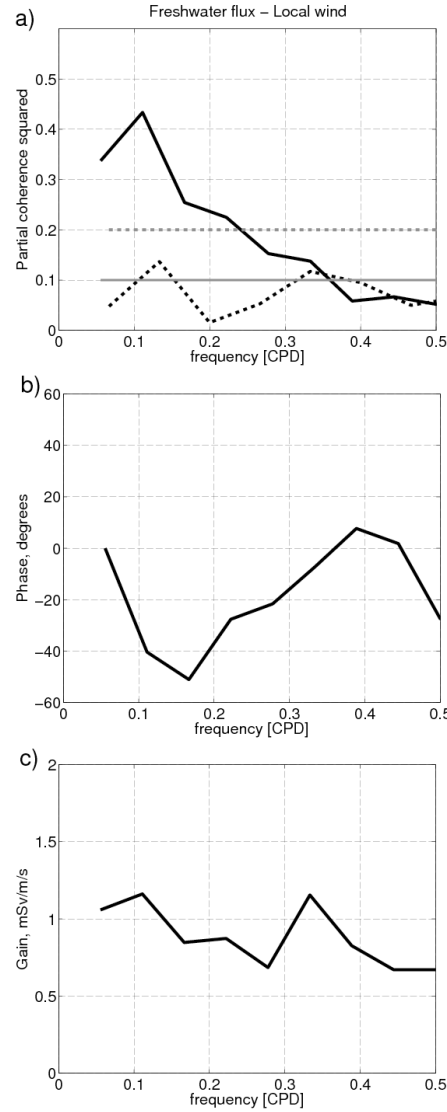 a)
Freshwater flux − Local wind
Partial coherence squared
0.5
0.4
0.3
0.2
0.1
0
0 0.1 0.2 0.3 0.4 0.5
frequency [CPD]
b)
Phase, degrees
60
40
20
0
−20
−40
−60
0 0.1 0.2 0.3 0.4 0.5
frequency [CPD]
c)
Gain, mSv/m/s
2
1.5
1
0.5
0
0 0.1 0.2 0.3 0.4 0.5
frequency [CPD]